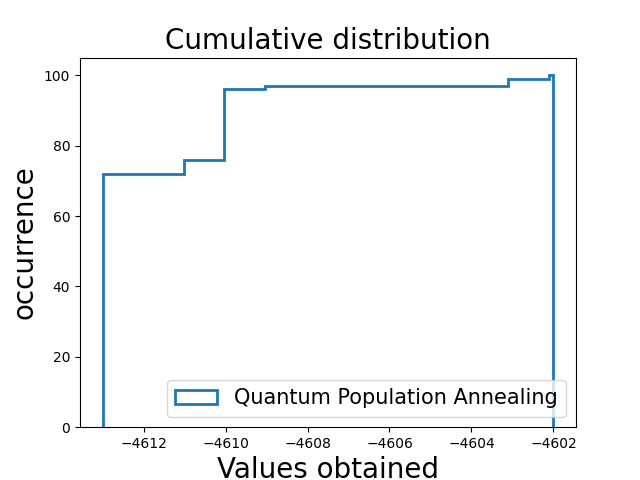 Cumulative distribution
occurrence
100
80
60
40
20
0
Quantum Population Annealing
−4612 −4610 −4608 −4606 −4604 −4602
Values obtained